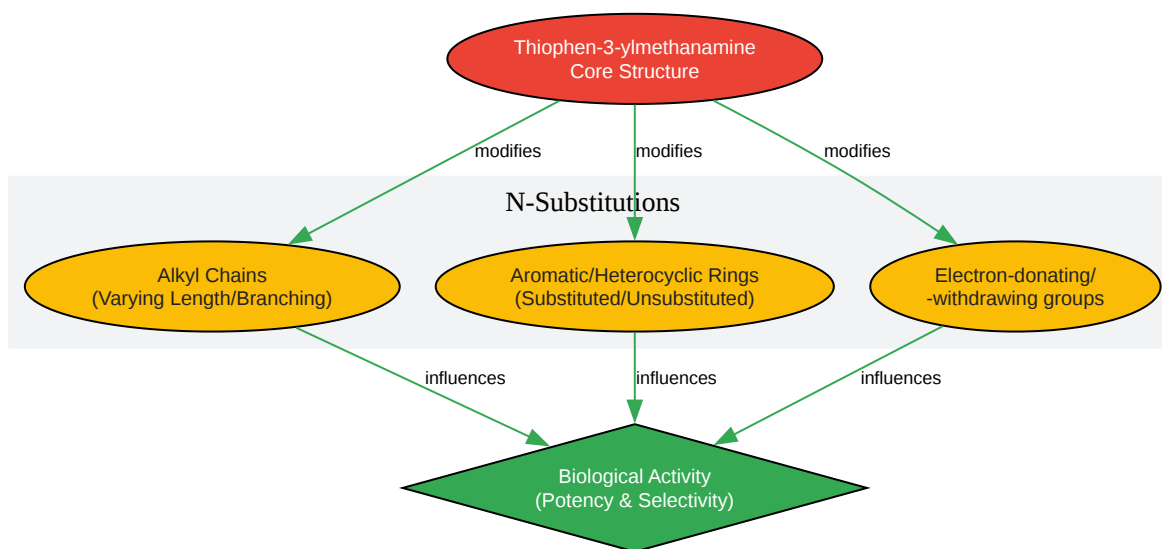 Thiophen-3-ylmethanamine
Core Structure
modifies
modifies
modifies
N-Substitutions
Alkyl Chains
(Varying Length/Branching)
Aromatic/Heterocyclic Rings
(Substituted/Unsubstituted)
Electron-donating/
-withdrawing groups
influences
influences
influences
Biological Activity
(Potency & Selectivity)